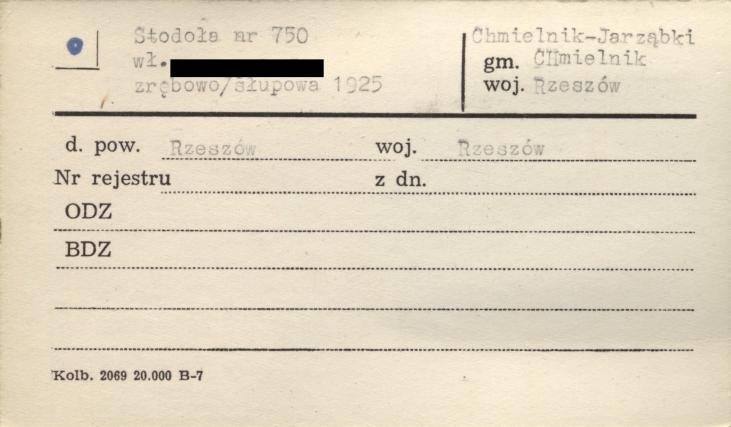 Stodoła nr 750
wł.
zrębowo/słupowa 1925
Chmielnik-Jarząbki
gm. CHmielnik
woj. Rzeszów
d. pow. Rzeszów woj. Rzeszów
Nr rejestru z dn.
ODZ
BDZ
Kolb. 2069 20.000 B-7